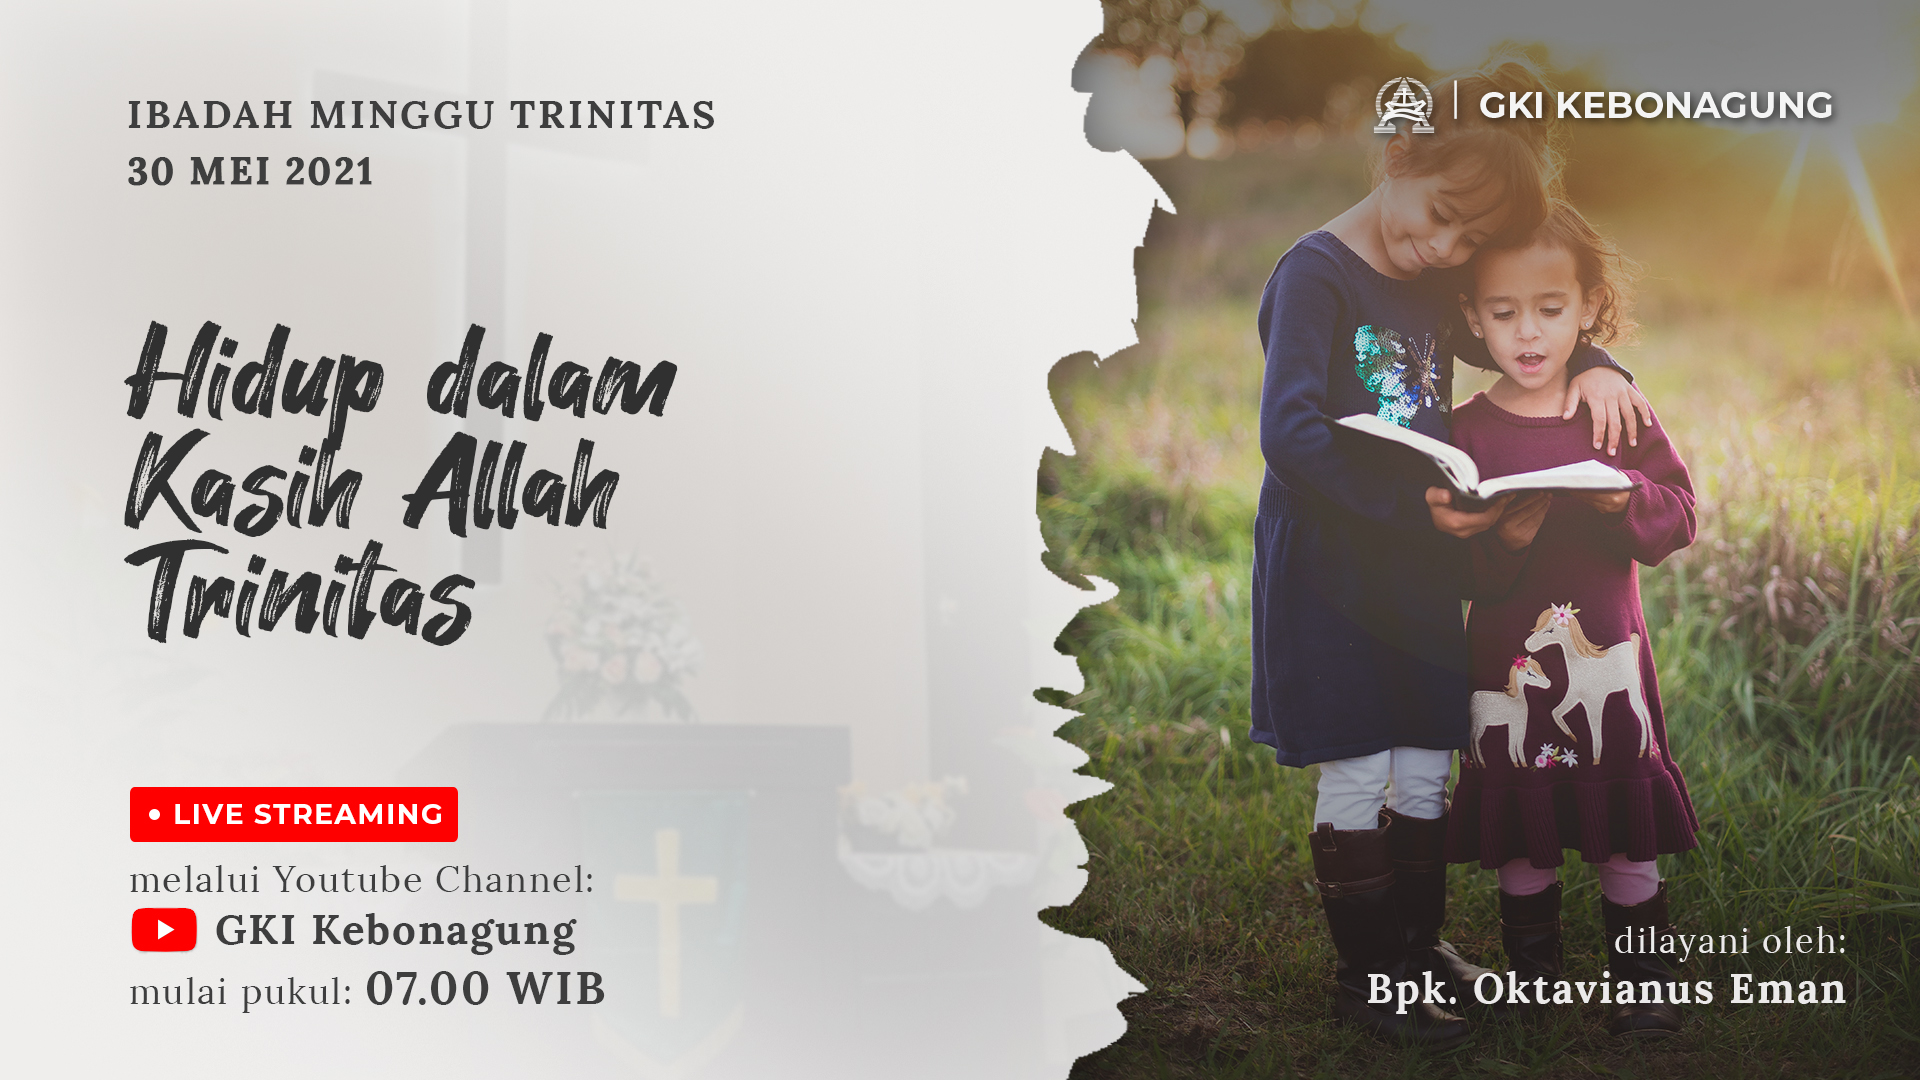 IBADAH MINGGU TRINITAS
30 MEI 2021
GKI KEBONAGUNG
Hidup dalam
Kasih Allah
Trinitas
• LIVE STREAMING
melalui Youtube Channel:
GKI Kebonagung
mulai pukul: 07.00 WIB
dilayani oleh:
Bpk. Oktavianus Eman